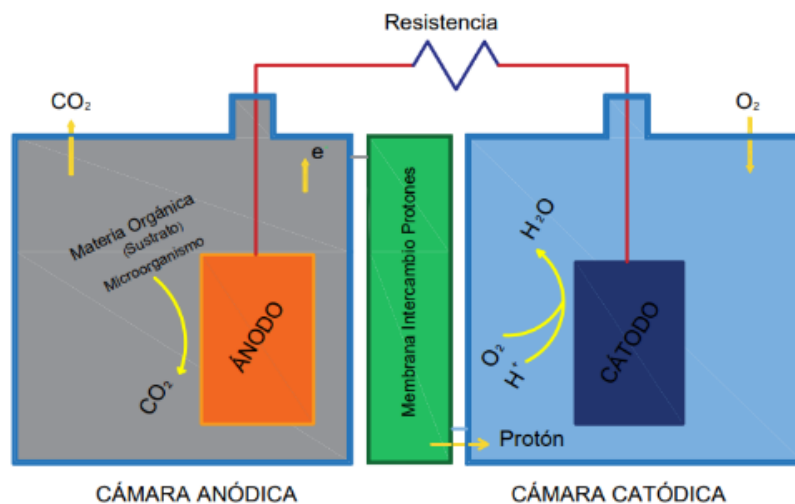 Resistencia
CO₂
O₂
e
Materia Orgánica
(Sustrato)
Microorganismo
CO₂
ÁNODO
Membrana Intercambio Protones
H₂O
O₂
H⁺
CÁTODO
Protón
CÁMARA ANÓDICA
CÁMARA CATÓDICA